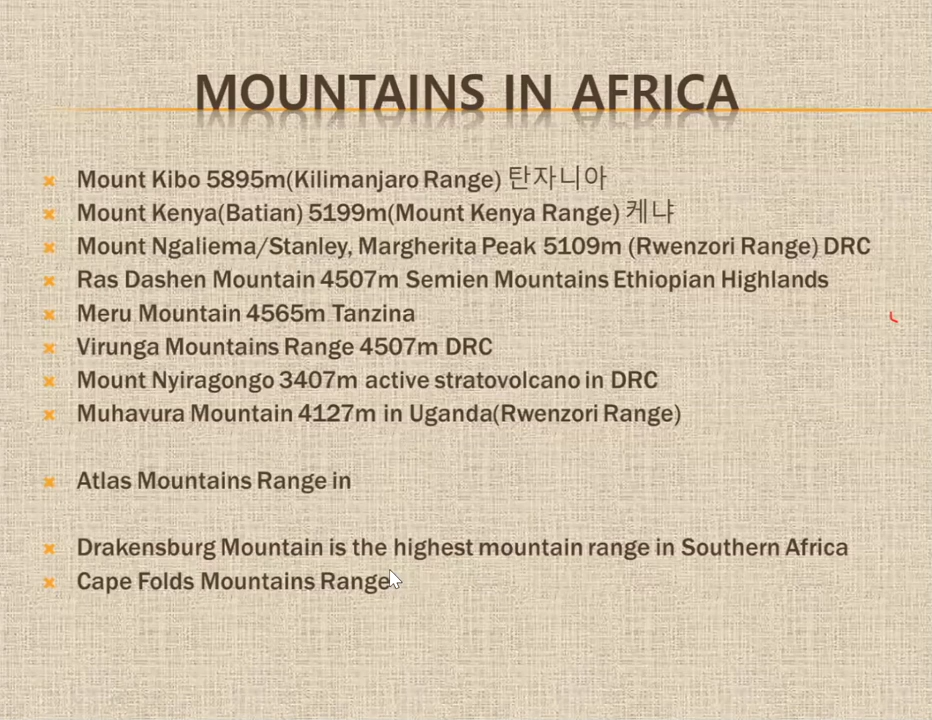 MOUNTAINS IN AFRICA
Mount Kibo 5895m(Kilimanjaro Range) 탄자니아
Mount Kenya(Batian) 5199m(Mount Kenya Range) 케냐
Mount Ngaliema/Stanley, Margherita Peak 5109m (Rwenzori Range) DRC
Ras Dashen Mountain 4507m Semien Mountains Ethiopian Highlands
Meru Mountain 4565m Tanzina
Virunga Mountains Range 4507m DRC
Mount Nyiragongo 3407m active stratovolcano in DRC
Muhavura Mountain 4127m in Uganda(Rwenzori Range)
Atlas Mountains Range in
Drakensburg Mountain is the highest mountain range in Southern Africa
Cape Folds Mountains Range